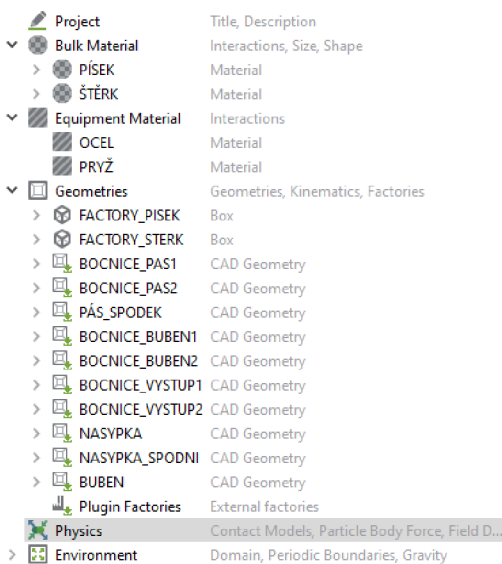 Project Title, Description
Bulk Material Interactions, Size, Shape
PÍSEK Material
ŠTĚRK Material
Equipment Material Interactions
OCEL Material
PRYŽ Material
Geometries Geometries, Kinematics, Factories
FACTORY_PISEK Box
FACTORY_STERK Box
BOCNICE_PAS1 CAD Geometry
BOCNICE_PAS2 CAD Geometry
PÁS_SPODEK CAD Geometry
BOCNICE_BUBEN1 CAD Geometry
BOCNICE_BUBEN2 CAD Geometry
BOCNICE_VYSTUP1 CAD Geometry
BOCNICE_VYSTUP2 CAD Geometry
NASYPKA CAD Geometry
NASYPKA_SPODNI CAD Geometry
BUBEN CAD Geometry
Plugin Factories External factories
Physics Contact Models, Particle Body Force, Field D...
Environment Domain, Periodic Boundaries, Gravity